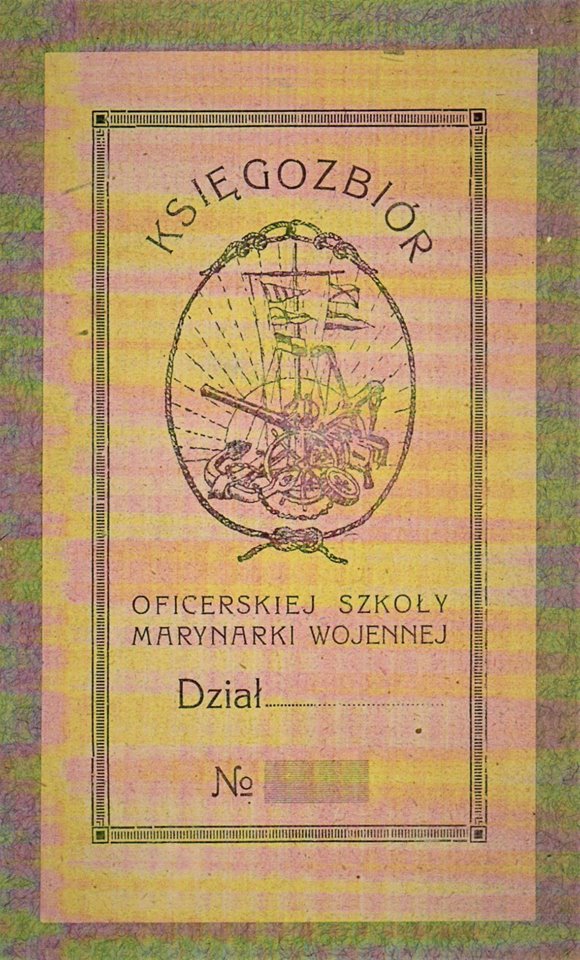 KSIĘGOZBIÓR
OFICERSKIEJ SZKOŁY
MARYNARKI WOJENNEJ
Dział
№